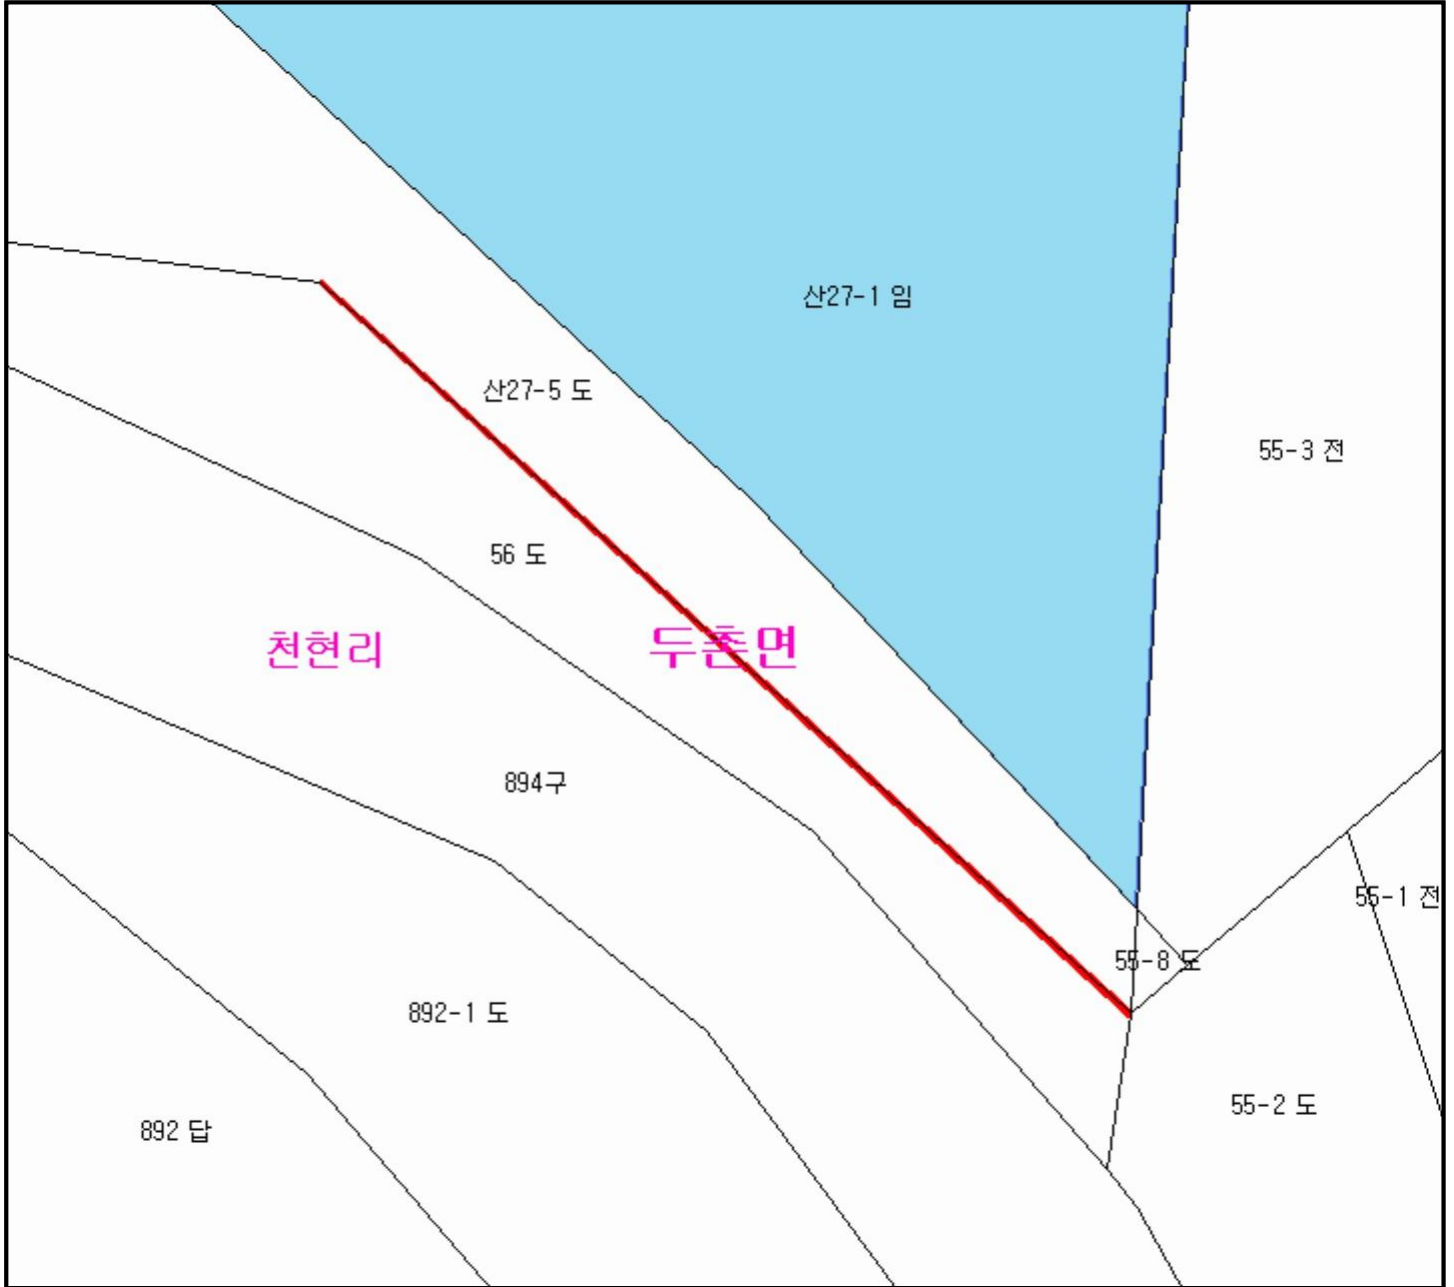 산27-1 임
산27-5 도
55-3 전
56 도
천현리
두촌면
894구
55-1 전
55-8 도
892-1 도
55-2 도
892 답